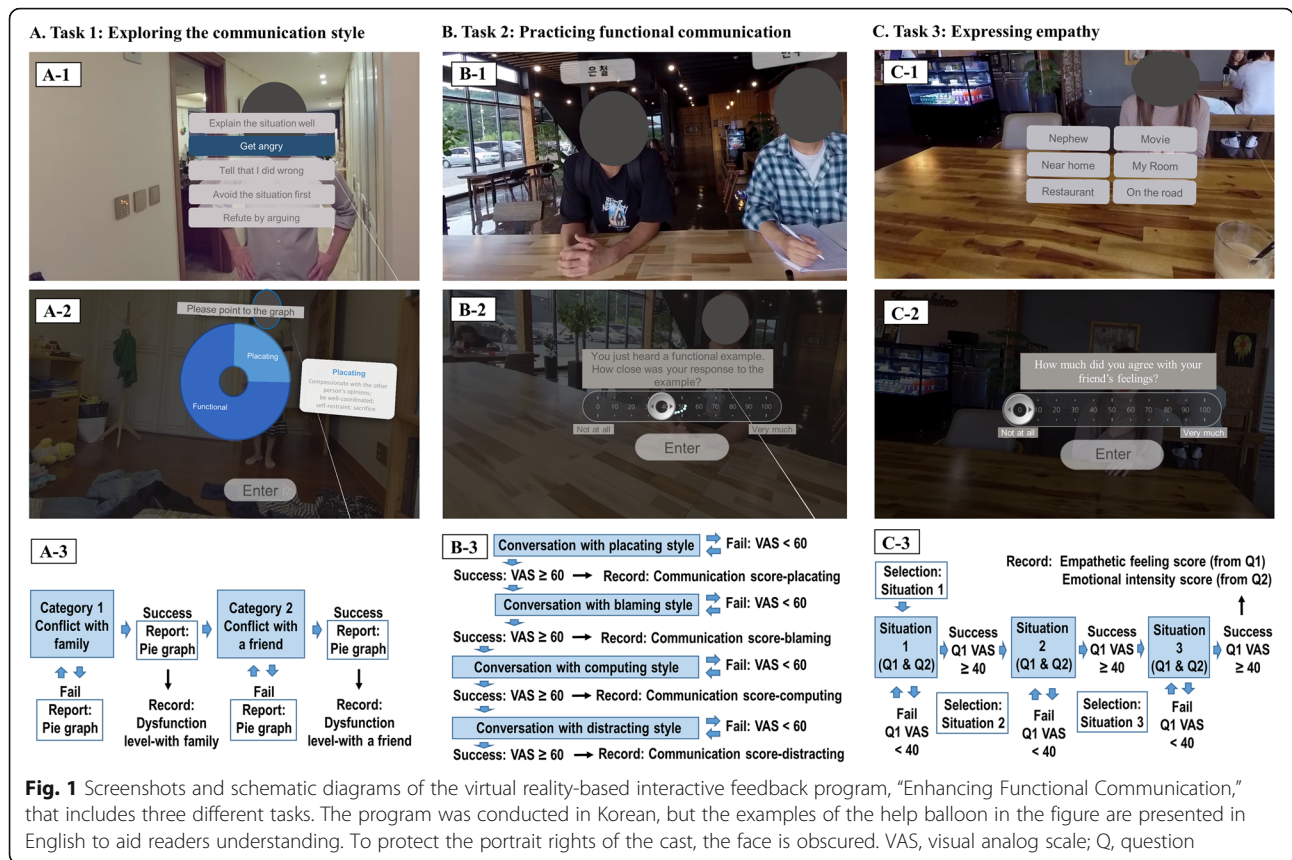 A. Task 1: Exploring the communication style
A-1
Explain the situation well
Get angry
Tell that I did wrong
Avoid the situation first
Refute by arguing
A-2
Please point to the graph
Placating
Functional
Placating
Compassionate with the other
person's opinions;
be well-coordinated;
self-restraint; sacrifice
Enter
A-3
Category 1
Conflict with
family
Success
Report:
Pie graph
Category 2
Conflict with
a friend
Success
Report:
Pie graph
Fail
Report:
Pie graph
Record:
Dysfunction
level-with family
Fail
Report:
Pie graph
Record:
Dysfunction
level-with a friend
B. Task 2: Practicing functional communication
B-1
은철
B-2
You just heard a functional example.
How close was your response to the
example?
0 10 20 30 40 60 70 80 90 100
Not at all Very much
Enter
B-3
Conversation with placating style Fail: VAS < 60
Success: VAS ≥ 60 → Record: Communication score-placating
Conversation with blaming style Fail: VAS < 60
Success: VAS ≥ 60 → Record: Communication score-blaming
Conversation with computing style Fail: VAS < 60
Success: VAS ≥ 60 → Record: Communication score-computing
Conversation with distracting style Fail: VAS < 60
Success: VAS ≥ 60 → Record: Communication score-distracting
C. Task 3: Expressing empathy
C-1
Nephew Movie
Near home My Room
Restaurant On the road
C-2
How much did you agree with your
friend's feelings?
0 10 20 30 40 50 60 70 80 90 100
Not at all Very much
Enter
C-3
Record: Empathetic feeling score (from Q1)
Emotional intensity score (from Q2)
Selection:
Situation 1
Situation
1
(Q1 & Q2)
Success
Q1 VAS
≥ 40
Situation
2
(Q1 & Q2)
Success
Q1 VAS
≥ 40
Situation
3
(Q1 & Q2)
Success
Q1 VAS
≥ 40
Fail
Q1 VAS
< 40
Selection:
Situation 2
Fail
Q1 VAS
< 40
Selection:
Situation 3
Fail
Q1 VAS
< 40
Fig. 1 Screenshots and schematic diagrams of the virtual reality-based interactive feedback program, “Enhancing Functional Communication,”
that includes three different tasks. The program was conducted in Korean, but the examples of the help balloon in the figure are presented in
English to aid readers understanding. To protect the portrait rights of the cast, the face is obscured. VAS, visual analog scale; Q, question